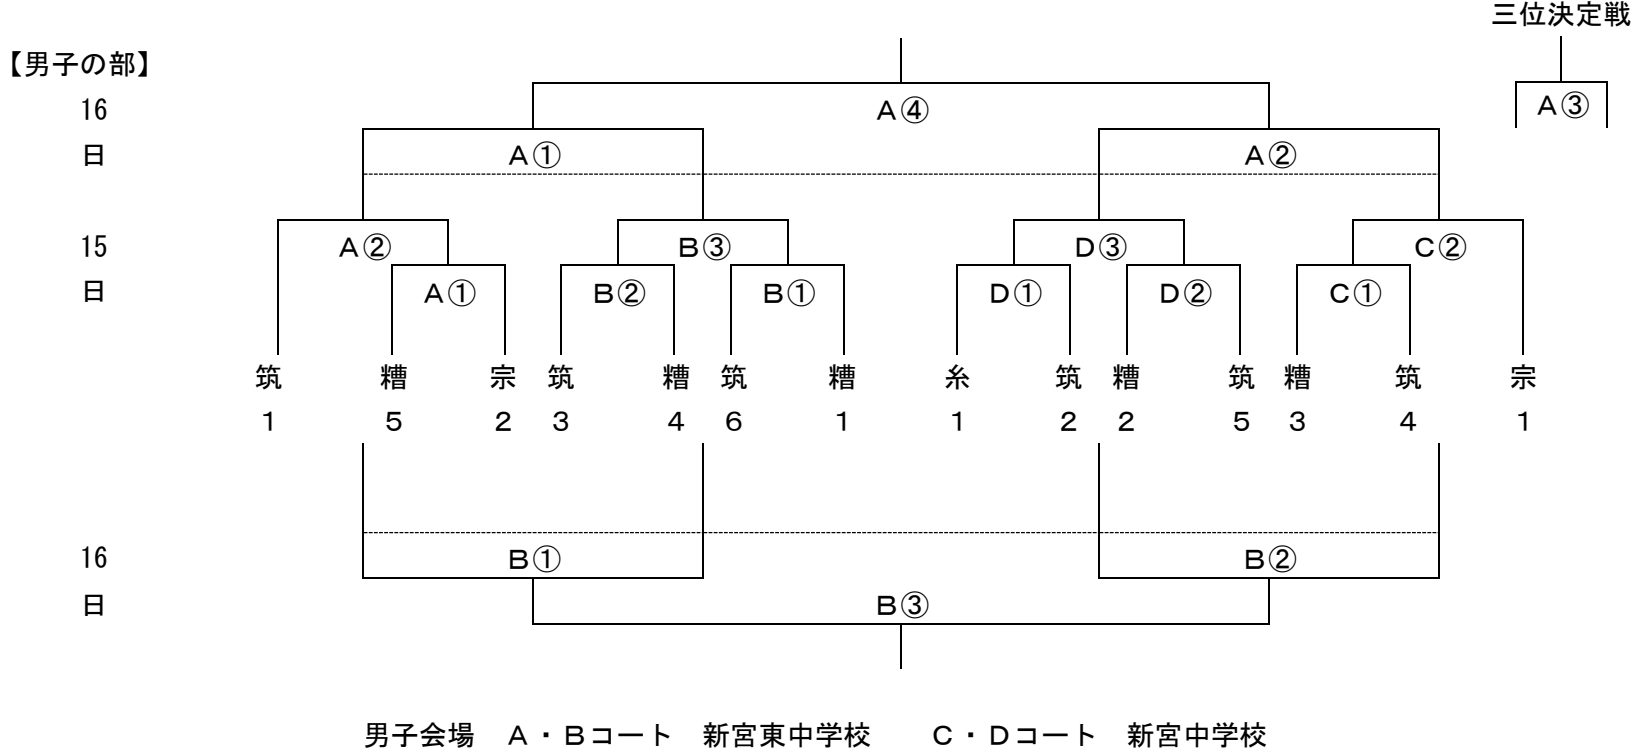 三位決定戦
【男子の部】
16 Ａ④ Ａ③
日 Ａ① Ａ②
15 Ａ② Ｂ③ Ｄ③ Ｃ②
日 Ａ① Ｂ② Ｂ① Ｄ① Ｄ② Ｃ①
筑 糟 宗 筑 糟 筑 糟 糸 筑 糟 筑 糟 筑 宗
１ ５ ２ ３ ４ ６ １ １ ２ ２ ５ ３ ４ １
16 Ｂ① Ｂ②
日 Ｂ③
男子会場　Ａ・Ｂコート　新宮東中学校　　Ｃ・Ｄコート　新宮中学校